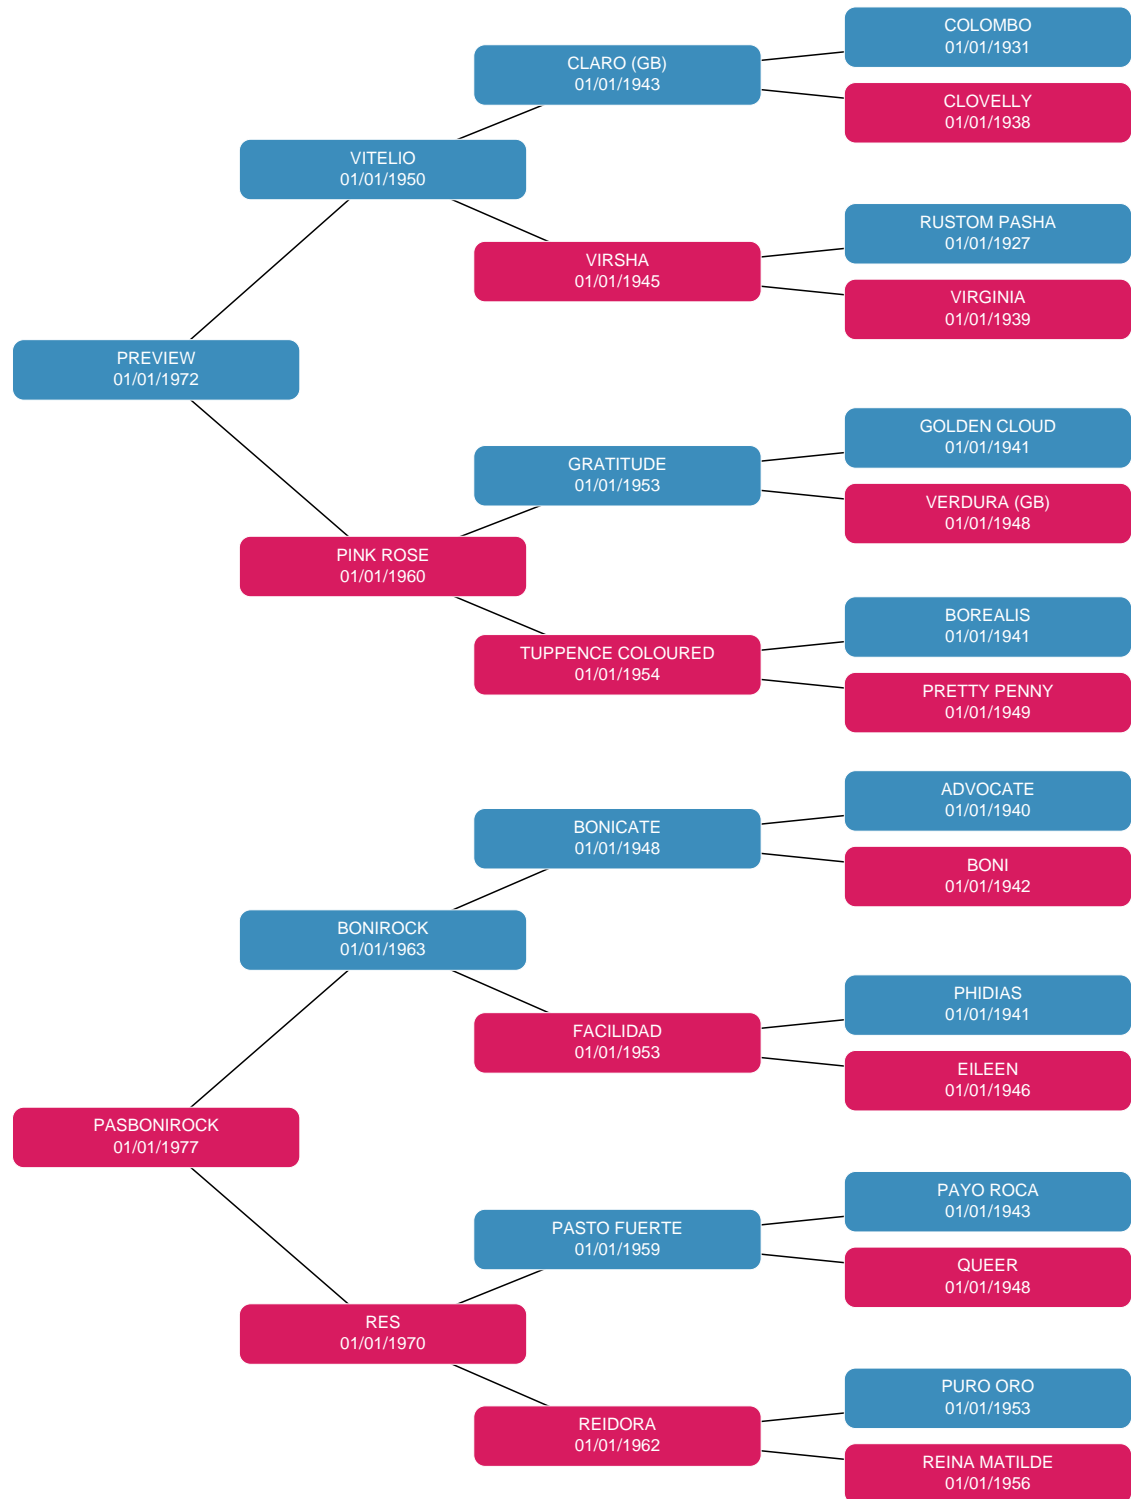 COLOMBO
01/01/1931
CLARO (GB)
01/01/1943
CLOVELLY
01/01/1938
VITELIO
01/01/1950
RUSTOM PASHA
01/01/1927
VIRSHA
01/01/1945
VIRGINIA
01/01/1939
PREVIEW
01/01/1972
GOLDEN CLOUD
01/01/1941
GRATITUDE
01/01/1953
VERDURA (GB)
01/01/1948
PINK ROSE
01/01/1960
BOREALIS
01/01/1941
TUPPENCE COLOURED
01/01/1954
PRETTY PENNY
01/01/1949
ADVOCATE
01/01/1940
BONICATE
01/01/1948
BONI
01/01/1942
BONIROCK
01/01/1963
PHIDIAS
01/01/1941
FACILIDAD
01/01/1953
EILEEN
01/01/1946
PASBONIROCK
01/01/1977
PAYO ROCA
01/01/1943
PASTO FUERTE
01/01/1959
QUEER
01/01/1948
RES
01/01/1970
PURO ORO
01/01/1953
REIDORA
01/01/1962
REINA MATILDE
01/01/1956